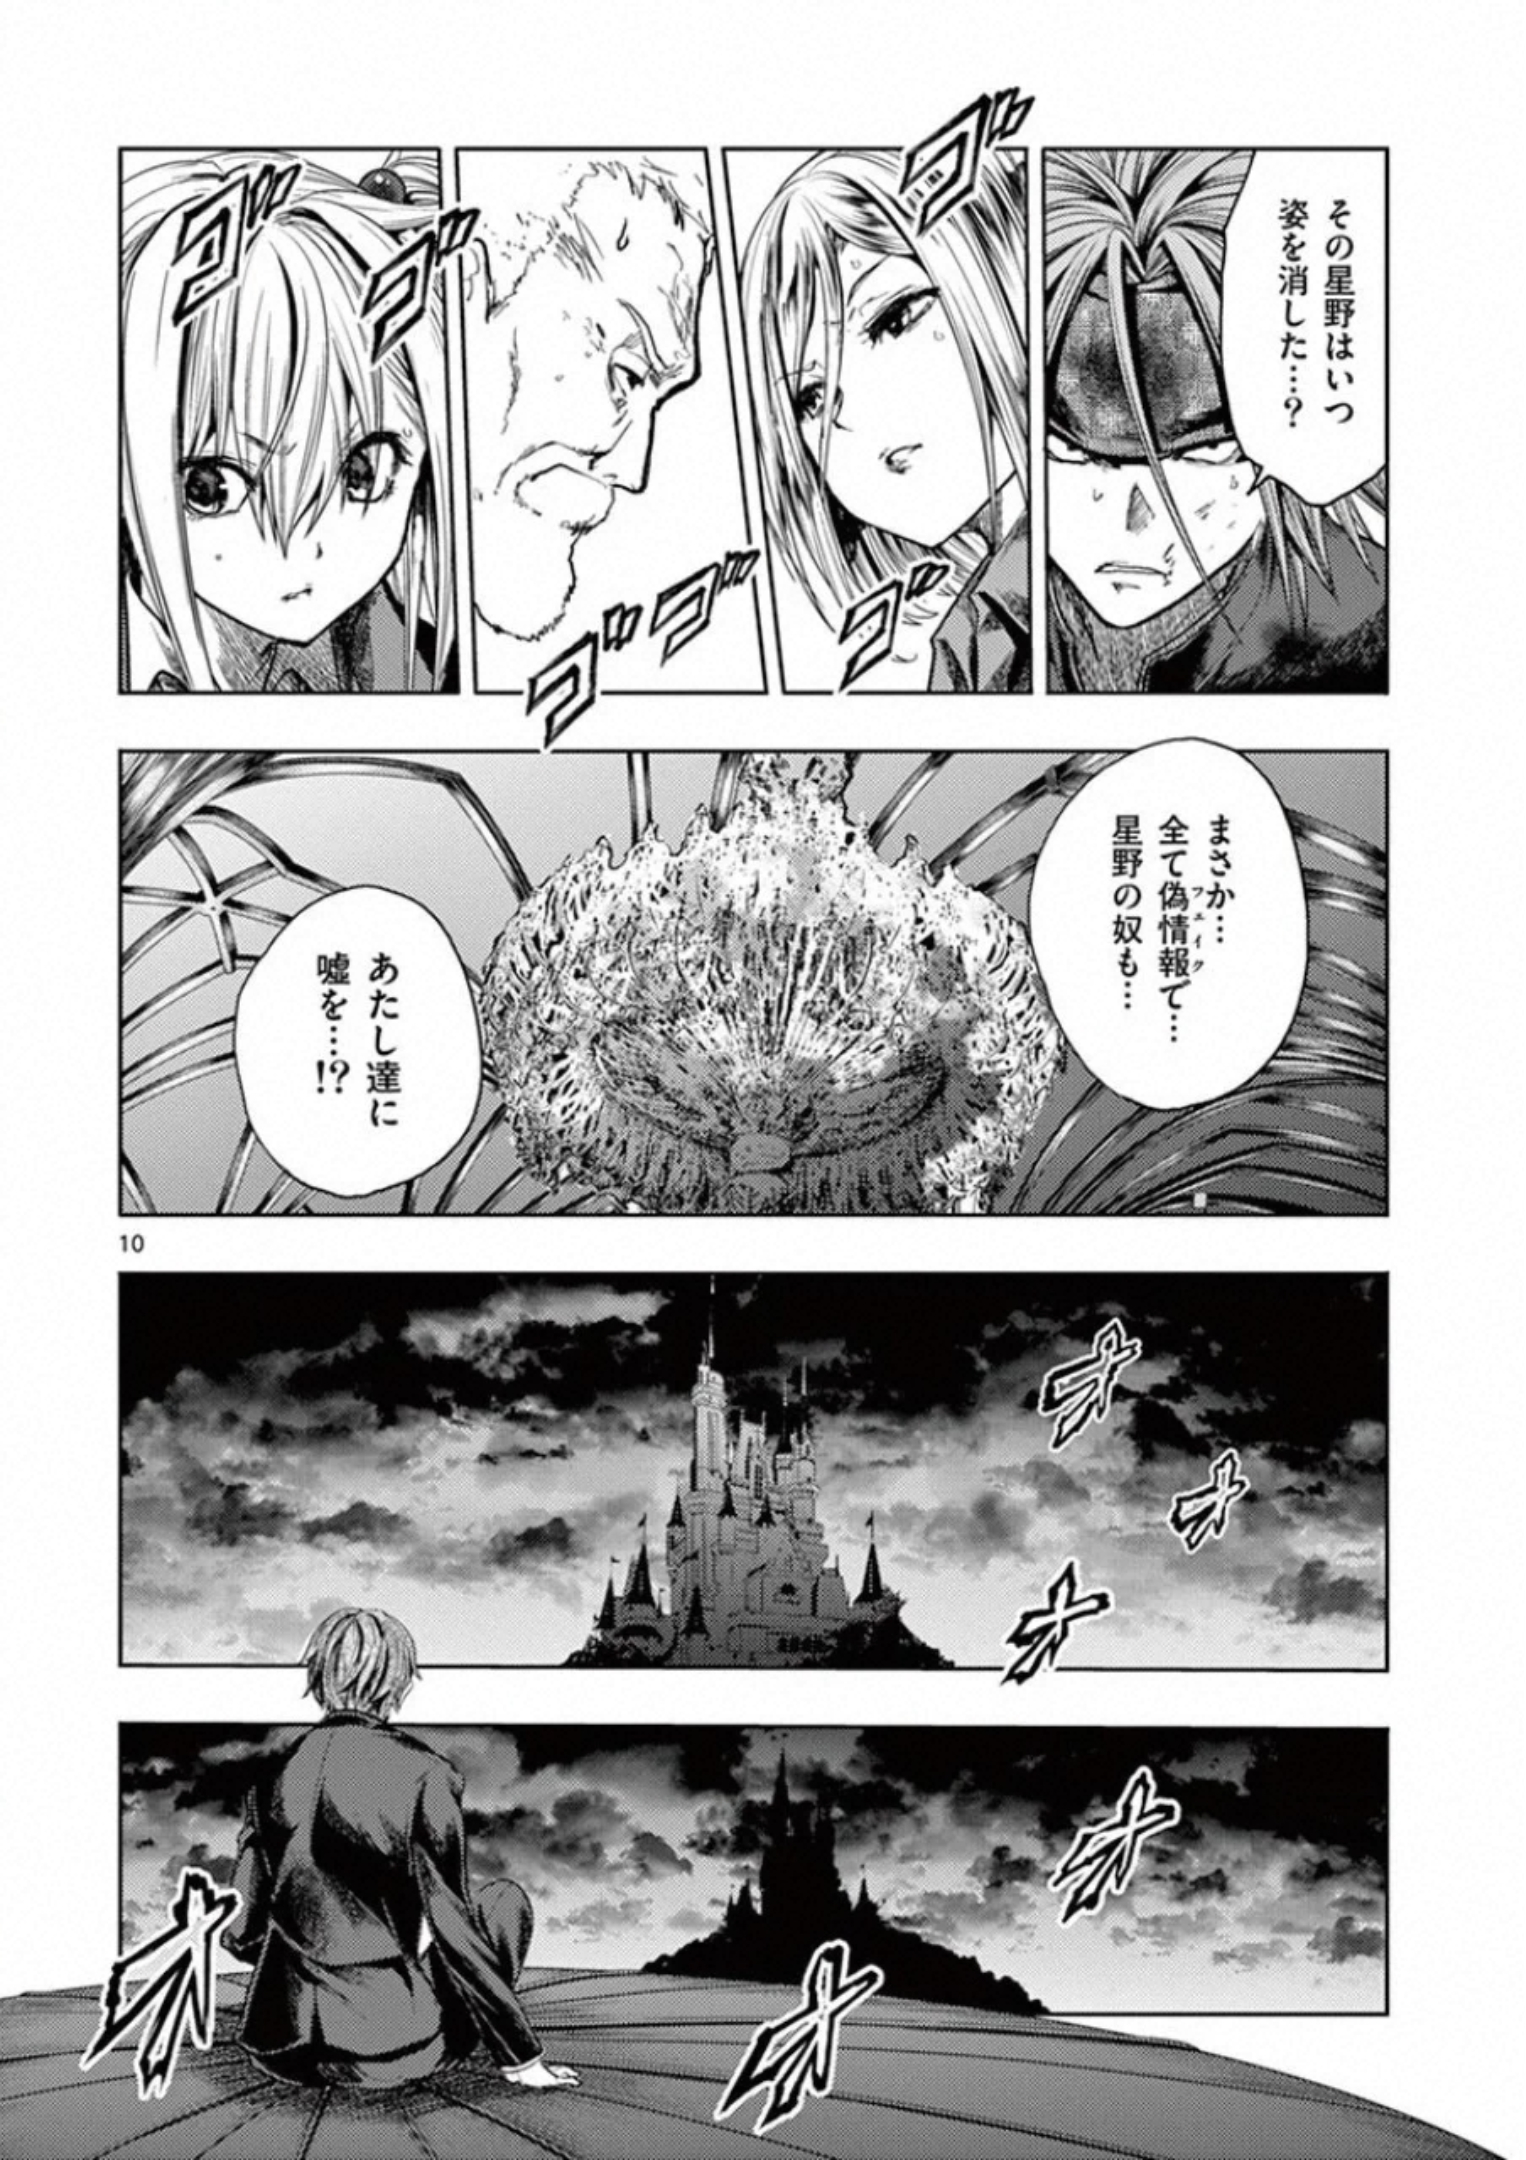 その星野はいつ
姿を消した…?
ゴ
ゴ
ゴ
ゴ
ゴ
ゴ
まさか…
全て偽情報で…
フェイク
星野の奴も…
あたし達に
嘘を…!?
10
オ
オ
オ
オ
オ
オ